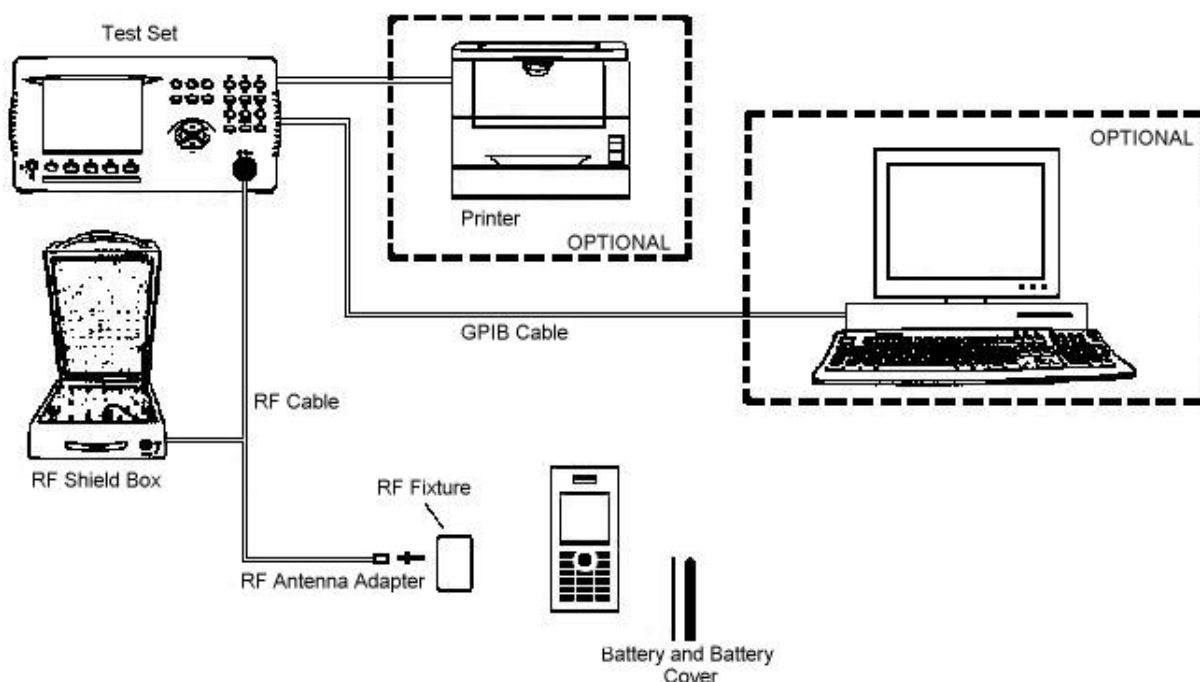 Test Set
OPTIONAL
Printer
OPTIONAL
GPIB Cable
RF Cable
RF Shield Box
RF Fixture
RF Antenna Adapter
Battery and Battery
Cover